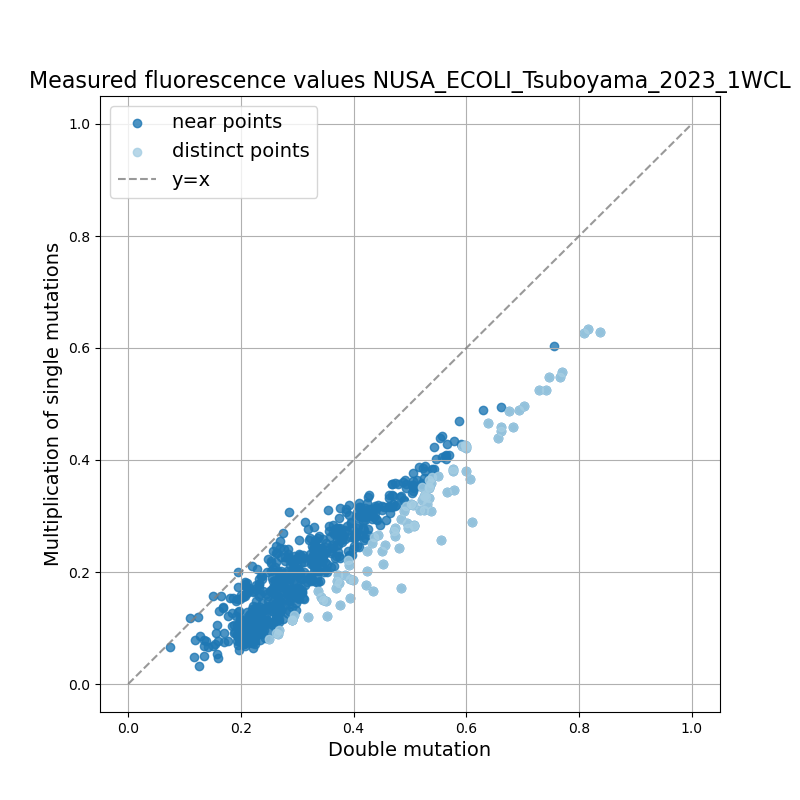 Measured fluorescence values NUSA_ECOLI_Tsuboyama_2023_1WCL
near points
distinct points
y=x
1.0
0.8
0.6
0.4
0.2
0.0
Multiplication of single mutations
0.0 0.2 0.4 0.6 0.8 1.0
Double mutation